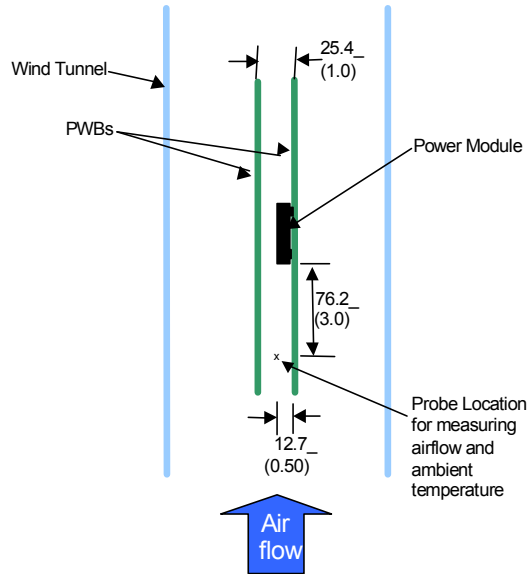 25.4_
(1.0)
Wind Tunnel
PWBs
Power Module
76.2_
(3.0)
x
Probe Location
for measuring
airflow and
ambient
temperature
12.7_
(0.50)
Air
flow